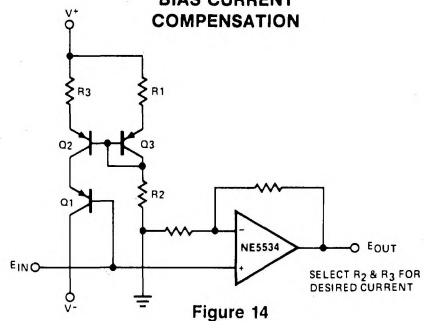 BIAS CURRENT
COMPENSATION
V+
R3
R1
Q2
Q3
Q1
R2
−
NE5534
+
EOUT
EIN
SELECT R2 & R3 FOR
DESIRED CURRENT
V-
Figure 14